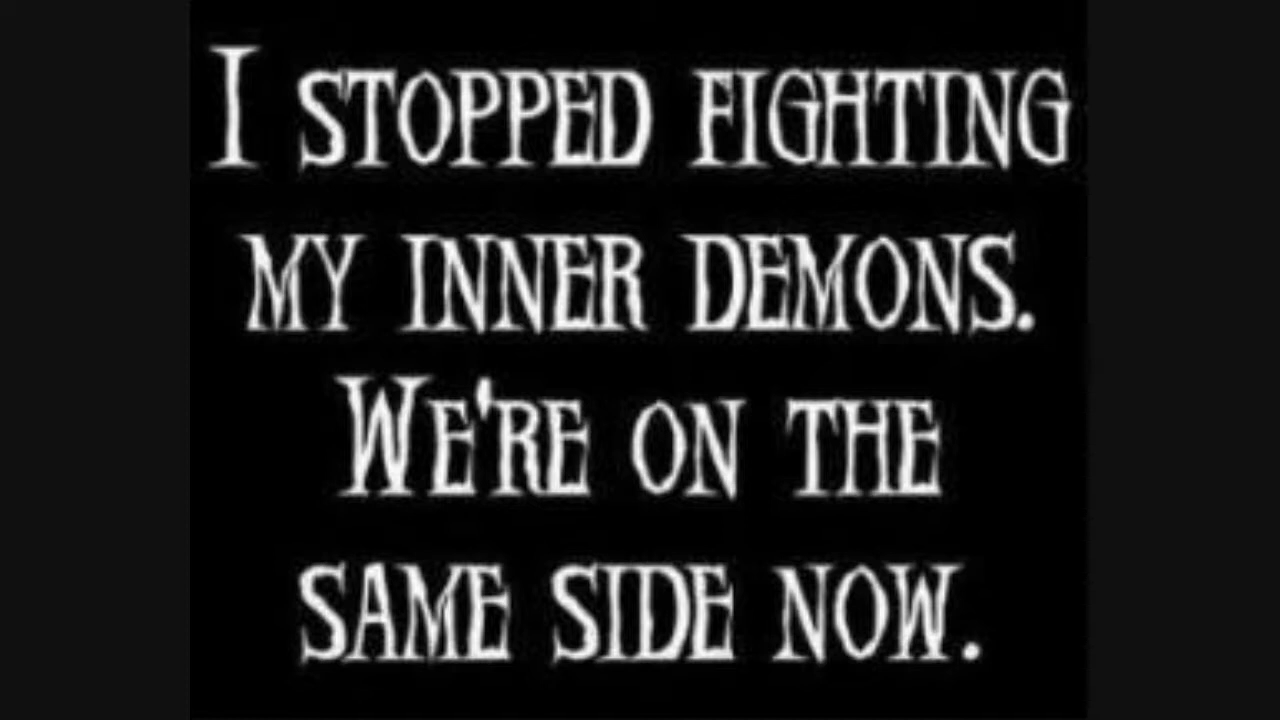 I STOPPED FIGHTING
MY INNER DEMONS.
WE'RE ON THE
SAME SIDE NOW.